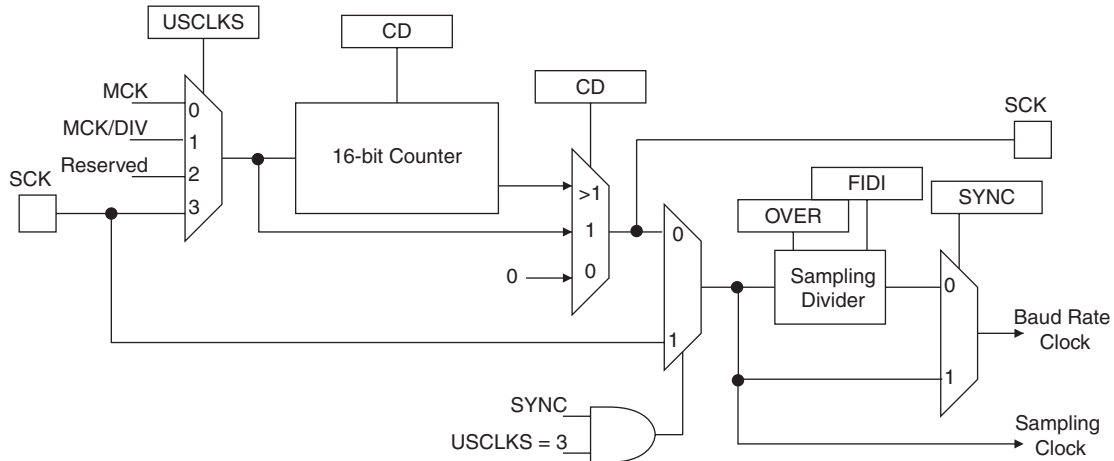 USCLKS
CD
CD
MCK
0
MCK/DIV
1
Reserved
2
SCK
3
16-bit Counter
>1
1
0
0
SCK
FIDI
OVER
SYNC
0
Sampling
Divider
0
Baud Rate
Clock
1
1
SYNC
USCLKS = 3
Sampling
Clock